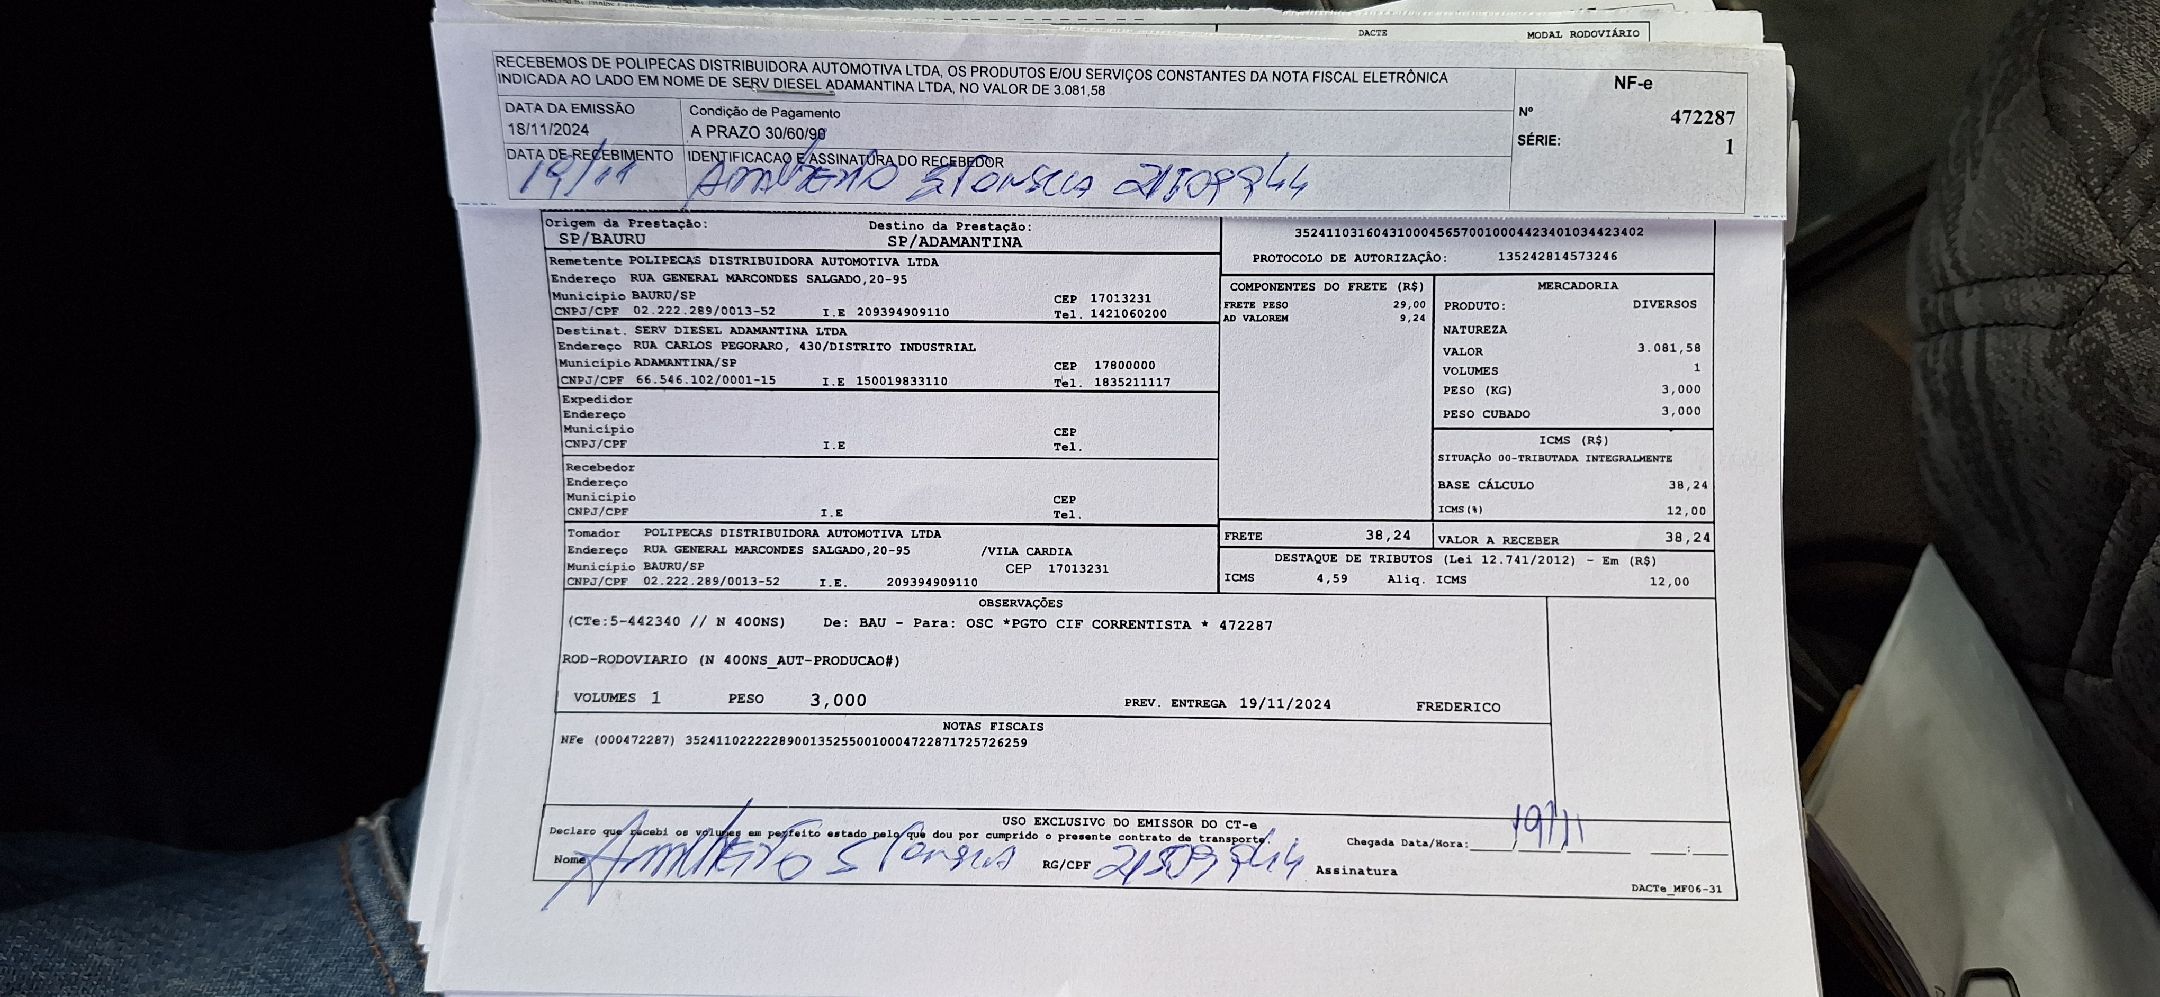 DACTE MODAL RODOVIÁRIO
RECEBEMOS DE POLIPECAS DISTRIBUIDORA AUTOMOTIVA LTDA, OS PRODUTOS E/OU SERVIÇOS CONSTANTES DA NOTA FISCAL ELETRÔNICA
INDICADA AO LADO EM NOME DE SERV DIESEL ADAMANTINA LTDA, NO VALOR DE 3.081,58
NF-e
Nº 472287
SÉRIE: 1
DATA DA EMISSÃO
18/11/2024
Condição de Pagamento
A PRAZO 30/60/90
DATA DE RECEBIMENTO
19/11
IDENTIFICACAO E ASSINATURA DO RECEBEDOR
Origem da Prestação: Destino da Prestação:
SP/BAURU SP/ADAMANTINA
Remetente POLIPECAS DISTRIBUIDORA AUTOMOTIVA LTDA
Endereço RUA GENERAL MARCONDES SALGADO,20-95
Município BAURU/SP CEP 17013231
CNPJ/CPF 02.222.289/0013-52 I.E 209394909110 Tel. 1421060200
Destinat. SERV DIESEL ADAMANTINA LTDA
Endereço RUA CARLOS PEGORARO, 430/DISTRITO INDUSTRIAL
Município ADAMANTINA/SP CEP 17800000
CNPJ/CPF 66.546.102/0001-15 I.E 150019833110 Tel. 1835211117
Expedidor
Endereço
Município CEP
CNPJ/CPF I.E Tel.
Recebedor
Endereço
Município CEP
CNPJ/CPF I.E Tel.
Tomador POLIPECAS DISTRIBUIDORA AUTOMOTIVA LTDA
Endereço RUA GENERAL MARCONDES SALGADO,20-95 /VILA CARDIA
Município BAURU/SP CEP 17013231
CNPJ/CPF 02.222.289/0013-52 I.E. 209394909110
35241103160431000456570010004423401034423402
PROTOCOLO DE AUTORIZAÇÃO: 135242814573246
COMPONENTES DO FRETE (R$)
FRETE PESO 29,00
AD VALOREM 9,24
MERCADORIA
PRODUTO: DIVERSOS
NATUREZA
VALOR 3.081,58
VOLUMES 1
PESO (KG) 3,000
PESO CUBADO 3,000
ICMS (R$)
SITUAÇÃO 00-TRIBUTADA INTEGRALMENTE
BASE CÁLCULO 38,24
ICMS(%) 12,00
FRETE 38,24 VALOR A RECEBER 38,24
DESTAQUE DE TRIBUTOS (Lei 12.741/2012) - Em (R$)
ICMS 4,59 Aliq. ICMS 12,00
OBSERVAÇÕES
(CTe:5-442340 // N 400NS) De: BAU - Para: OSC *PGTO CIF CORRENTISTA * 472287
ROD-RODOVIARIO (N 400NS_AUT-PRODUCAO#)
VOLUMES 1 PESO 3,000 PREV. ENTREGA 19/11/2024 FREDERICO
NOTAS FISCAIS
NFe (000472287) 35241102222289001352550010004722871725726259
USO EXCLUSIVO DO EMISSOR DO CT-e
Declaro que recebi os volumes em perfeito estado pelo que dou por cumprido o presente contrato de transporte.
Chegada Data/Hora: 19/11
Nome RG/CPF Assinatura
DACTe_MF06-31